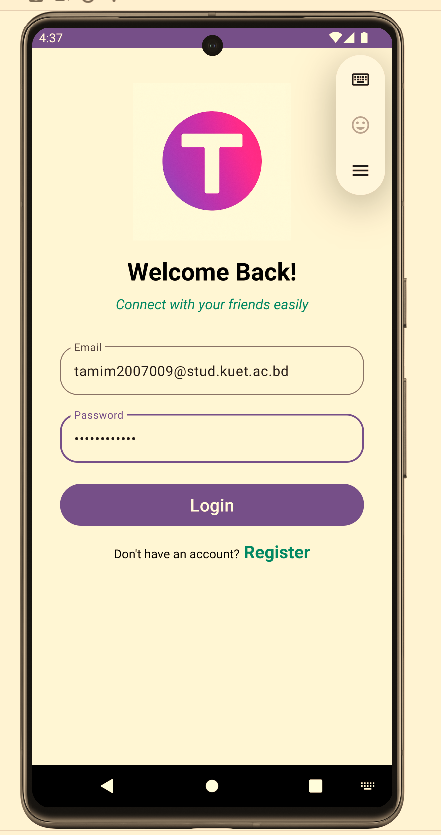 4:37
T
Welcome Back!
Connect with your friends easily
Email
tamim2007009@stud.kuet.ac.bd
Password
••••••••••••
Login
Don't have an account? Register